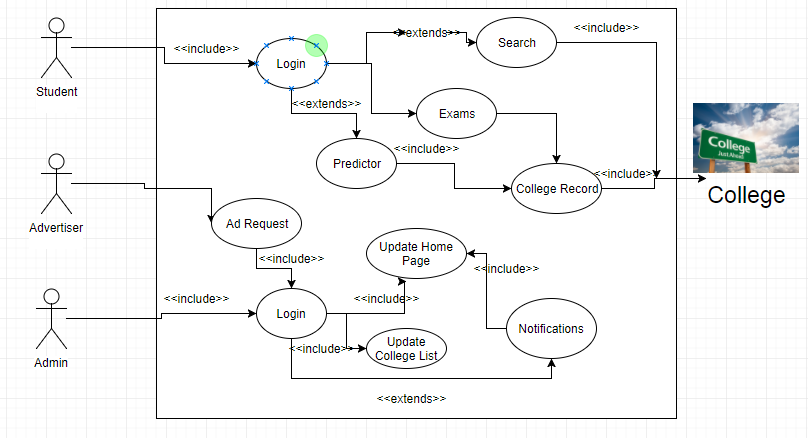 <<include>>
<<extends>>
<<include>>
Search
Login
Student
<<extends>>
Exams
<<include>>
Predictor
College
Just Ahead
<<include>>
College Record
College
Ad Request
Advertiser
<<include>>
Update Home
Page
<<include>>
<<include>>
<<include>>
Login
Notifications
<<include>>
Update
College List
Admin
<<extends>>